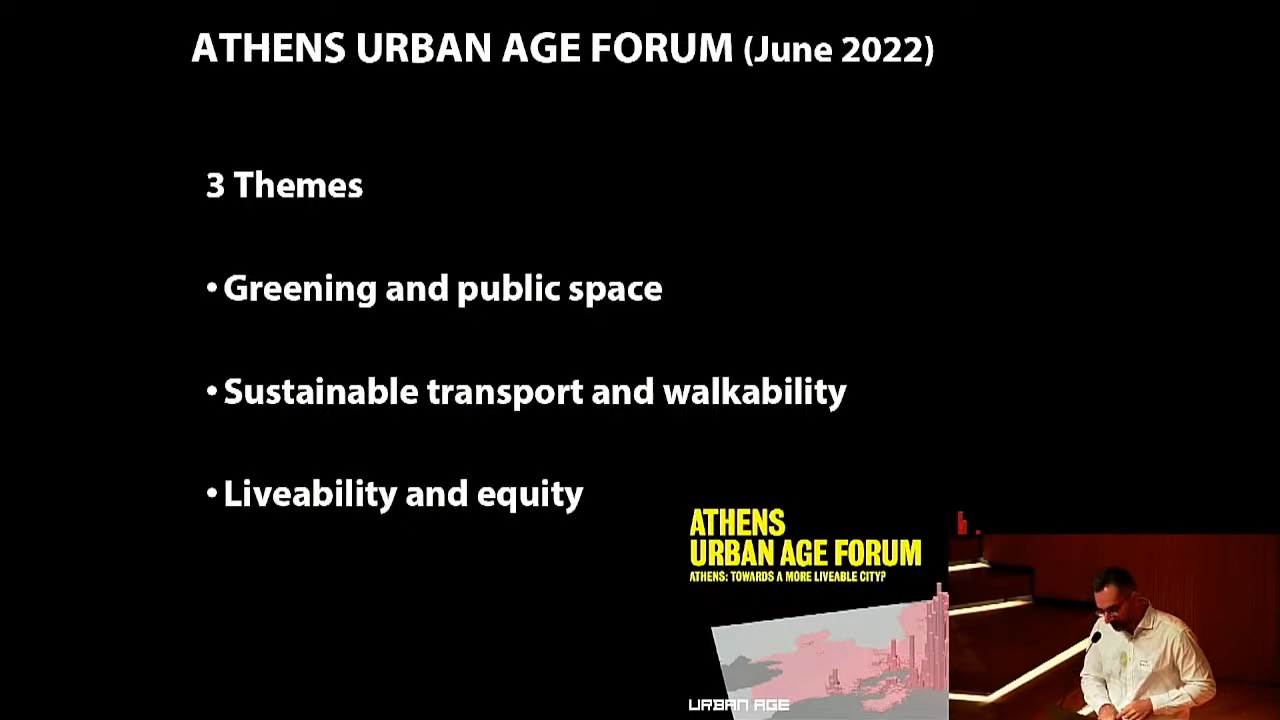 ATHENS URBAN AGE FORUM (June 2022)
3 Themes
• Greening and public space
• Sustainable transport and walkability
• Liveability and equity
ATHENS
URBAN AGE FORUM
ATHENS: TOWARDS A MORE LIVEABLE CITY?
URBAN AGE